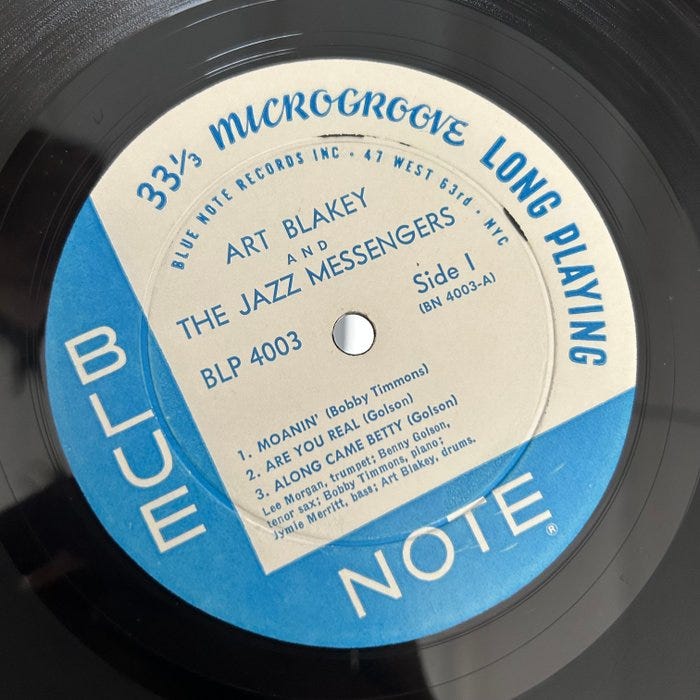 33⅓ MICROGROOVE LONG PLAYING
BLUE NOTE RECORDS INC • 47 WEST 63rd • NYC
ART BLAKEY
AND
THE JAZZ MESSENGERS
BLP 4003
Side 1
(BN 4003-A)
1. MOANIN' (Bobby Timmons)
2. ARE YOU REAL (Golson)
3. ALONG CAME BETTY (Golson)
Lee Morgan, trumpet; Benny Golson,
tenor sax; Bobby Timmons, piano;
Jymie Merritt, bass; Art Blakey, drums.
BLUE
NOTE®